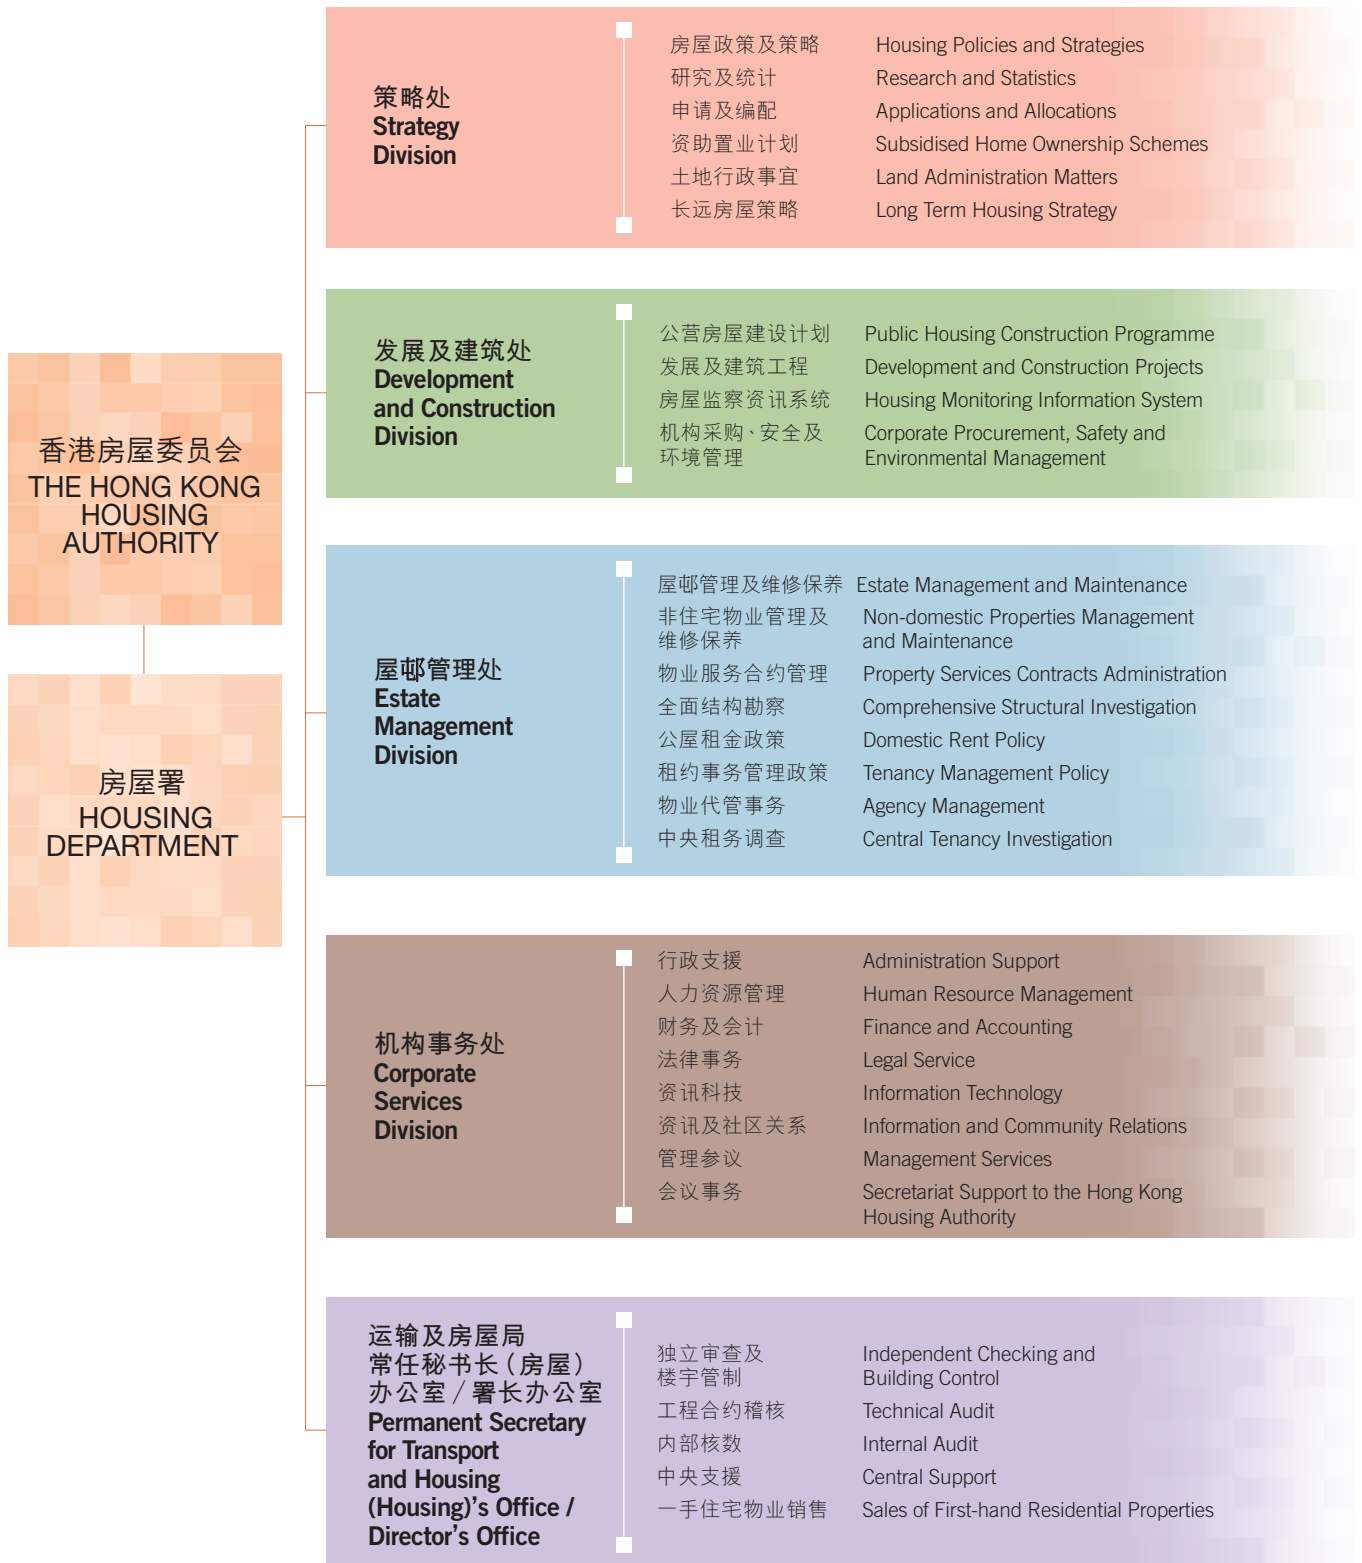 香港房屋委员会
THE HONG KONG
HOUSING
AUTHORITY
房屋署
HOUSING
DEPARTMENT
策略处
Strategy
Division
房屋政策及策略 Housing Policies and Strategies
研究及统计 Research and Statistics
申请及编配 Applications and Allocations
资助置业计划 Subsidised Home Ownership Schemes
土地行政事宜 Land Administration Matters
长远房屋策略 Long Term Housing Strategy
发展及建筑处
Development
and Construction
Division
公营房屋建设计划 Public Housing Construction Programme
发展及建筑工程 Development and Construction Projects
房屋监察资讯系统 Housing Monitoring Information System
机构采购、安全及 Corporate Procurement, Safety and
环境管理 Environmental Management
屋邨管理处
Estate
Management
Division
屋邨管理及维修保养 Estate Management and Maintenance
非住宅物业管理及 Non-domestic Properties Management
维修保养 and Maintenance
物业服务合约管理 Property Services Contracts Administration
全面结构勘察 Comprehensive Structural Investigation
公屋租金政策 Domestic Rent Policy
租约事务管理政策 Tenancy Management Policy
物业代管事务 Agency Management
中央租务调查 Central Tenancy Investigation
机构事务处
Corporate
Services
Division
行政支援 Administration Support
人力资源管理 Human Resource Management
财务及会计 Finance and Accounting
法律事务 Legal Service
资讯科技 Information Technology
资讯及社区关系 Information and Community Relations
管理参议 Management Services
会议事务 Secretariat Support to the Hong Kong
Housing Authority
运输及房屋局
常任秘书长（房屋）
办公室／署长办公室
Permanent Secretary
for Transport
and Housing
(Housing)’s Office /
Director’s Office
独立审查及 Independent Checking and
楼宇管制 Building Control
工程合约稽核 Technical Audit
内部核数 Internal Audit
中央支援 Central Support
一手住宅物业销售 Sales of First-hand Residential Properties